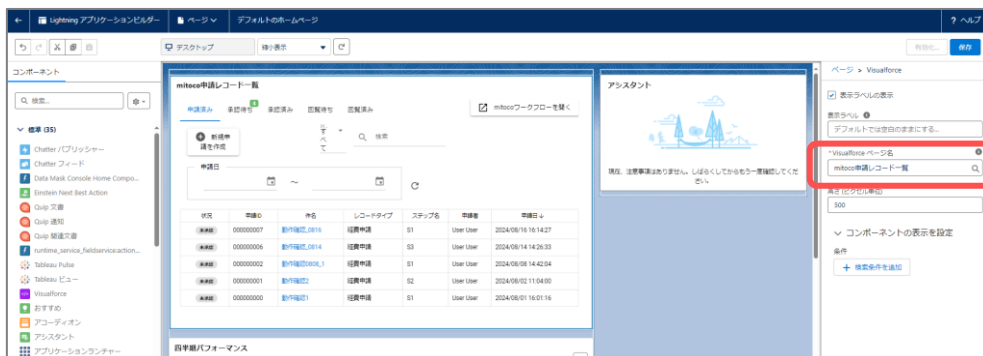 Lightning アプリケーションビルダー ページ デフォルトのホームページ ? ヘルプ
デスクトップ 縮小表示 有効化... 保存
コンポーネント
検索...
標準 (35)
Chatter パブリッシャー
Chatter フィード
Data Mask Console Home Compo...
Einstein Next Best Action
Quip 文書
Quip 通知
Quip 関連文書
runtime_service_fieldservice:action...
Tableau Pulse
Tableau ビュー
Visualforce
おすすめ
アコーディオン
アシスタント
アプリケーションランチャー
mitoco申請レコード一覧
申請済み 承認待ち 4 承認済み 回覧待ち 回覧済み mitocoワークフローを開く
新規申請を作成 すべて 検索
申請日
~
状況 申請ID 件名 レコードタイプ ステップ名 申請者 申請日↓
未承認 000000007 動作確認_0816 経費申請 S1 User User 2024/08/16 16:14:27
未承認 000000006 動作確認_0814 経費申請 S3 User User 2024/08/14 14:26:33
未承認 000000002 動作確認0808_1 経費申請 S1 User User 2024/08/08 14:42:04
未承認 000000001 動作確認2 経費申請 S2 User User 2024/08/02 11:04:00
未承認 000000000 動作確認1 経費申請 S1 User User 2024/08/01 16:01:16
四半期パフォーマンス
アシスタント
現在、注意事項はありません。しばらくしてからもう一度確認してください。
ページ > Visualforce
表示ラベルの表示
表示ラベル
デフォルトでは空白のままにする...
*Visualforce ページ名
mitoco申請レコード一覧
高さ (ピクセル単位)
500
コンポーネントの表示を設定
条件
+ 検索条件を追加